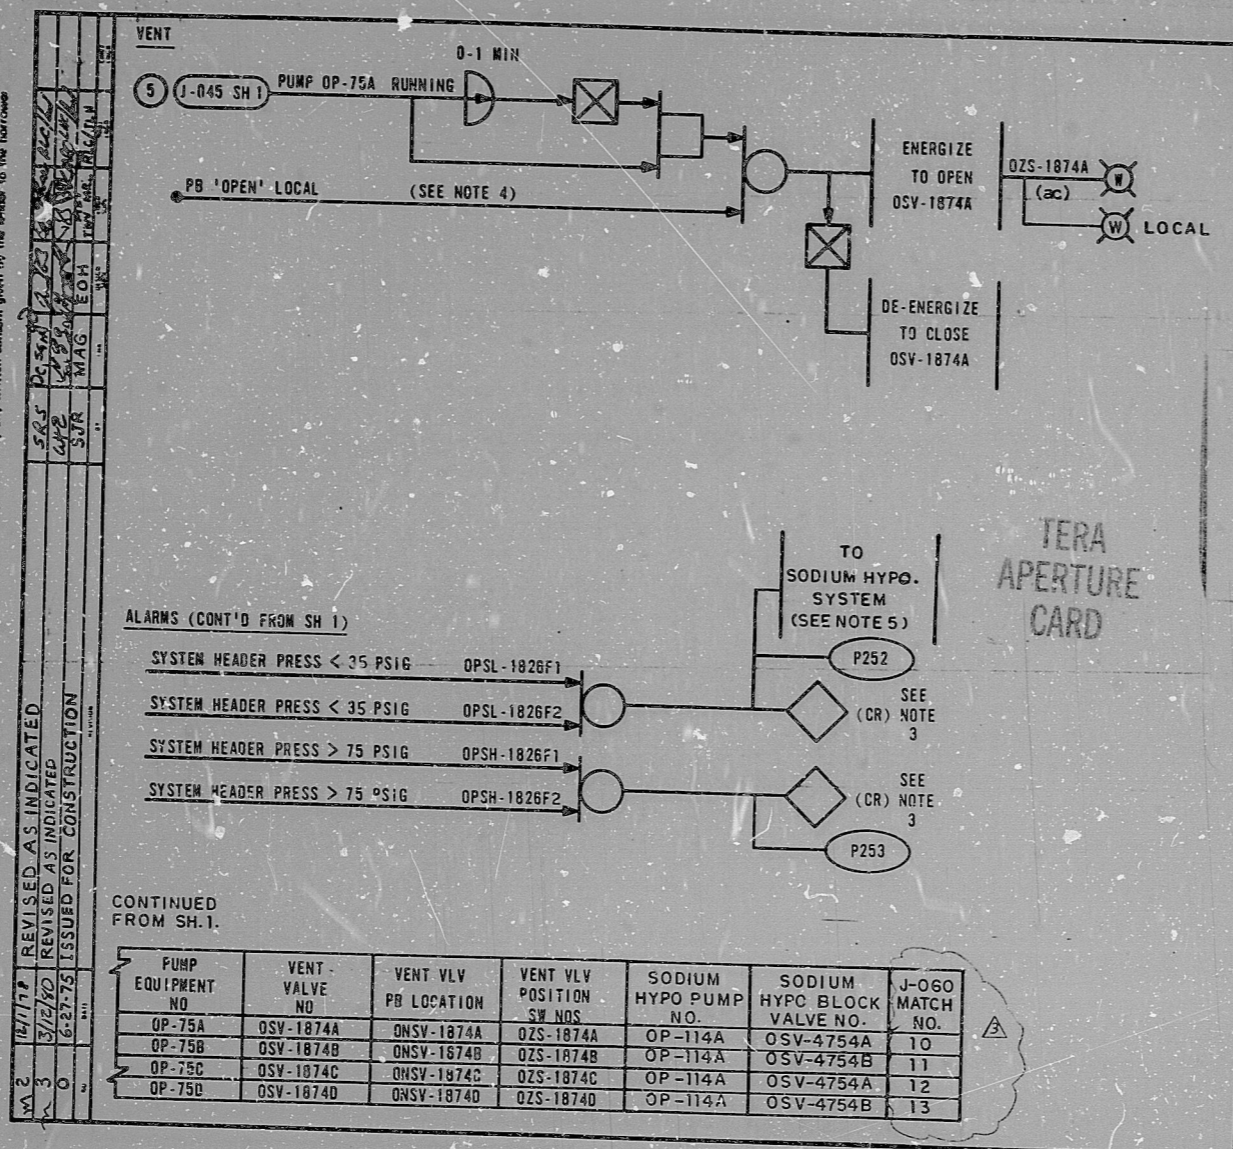 VENT
0-1 MIN
5
J-045 SH 1
PUMP OP-75A RUNNING
PB 'OPEN' LOCAL
(SEE NOTE 4)
ENERGIZE
TO OPEN
OSV-1874A
OZS-1874A
(ac)
W
W
LOCAL
DE-ENERGIZE
TO CLOSE
OSV-1874A
TERA
APERTURE
CARD
TO
SODIUM HYPO.
SYSTEM
(SEE NOTE 5)
ALARMS (CONT'D FROM SH 1)
SYSTEM HEADER PRESS < 35 PSIG OPSL-1826F1
SYSTEM HEADER PRESS < 35 PSIG OPSL-1826F2
SYSTEM HEADER PRESS > 75 PSIG OPSH-1826F1
SYSTEM HEADER PRESS > 75 PSIG OPSH-1826F2
P252
SEE
(CR) NOTE
3
SEE
(CR) NOTE
3
P253
CONTINUED
FROM SH.1.
PUMP EQUIPMENT NO
VENT VALVE NO
VENT VLV PB LOCATION
VENT VLV POSITION SW NOS
SODIUM HYPO PUMP NO.
SODIUM HYPC BLOCK VALVE NO.
J-060 MATCH NO.
OP-75A OSV-1874A ONSV-1874A OZS-1874A OP-114A OSV-4754A 10
OP-75B OSV-1874B ONSV-1874B OZS-1874B OP-114A OSV-4754B 11
OP-75C OSV-1874C ONSV-1874C OZS-1874C OP-114A OSV-4754A 12
OP-75D OSV-1874D ONSV-1874D OZS-1874D OP-114A OSV-4754B 13
3
2 12/1/78 REVISED AS INDICATED SRS
3 3/12/80 REVISED AS INDICATED
0 6-27-75 ISSUED FOR CONSTRUCTION SJR MAG EOH